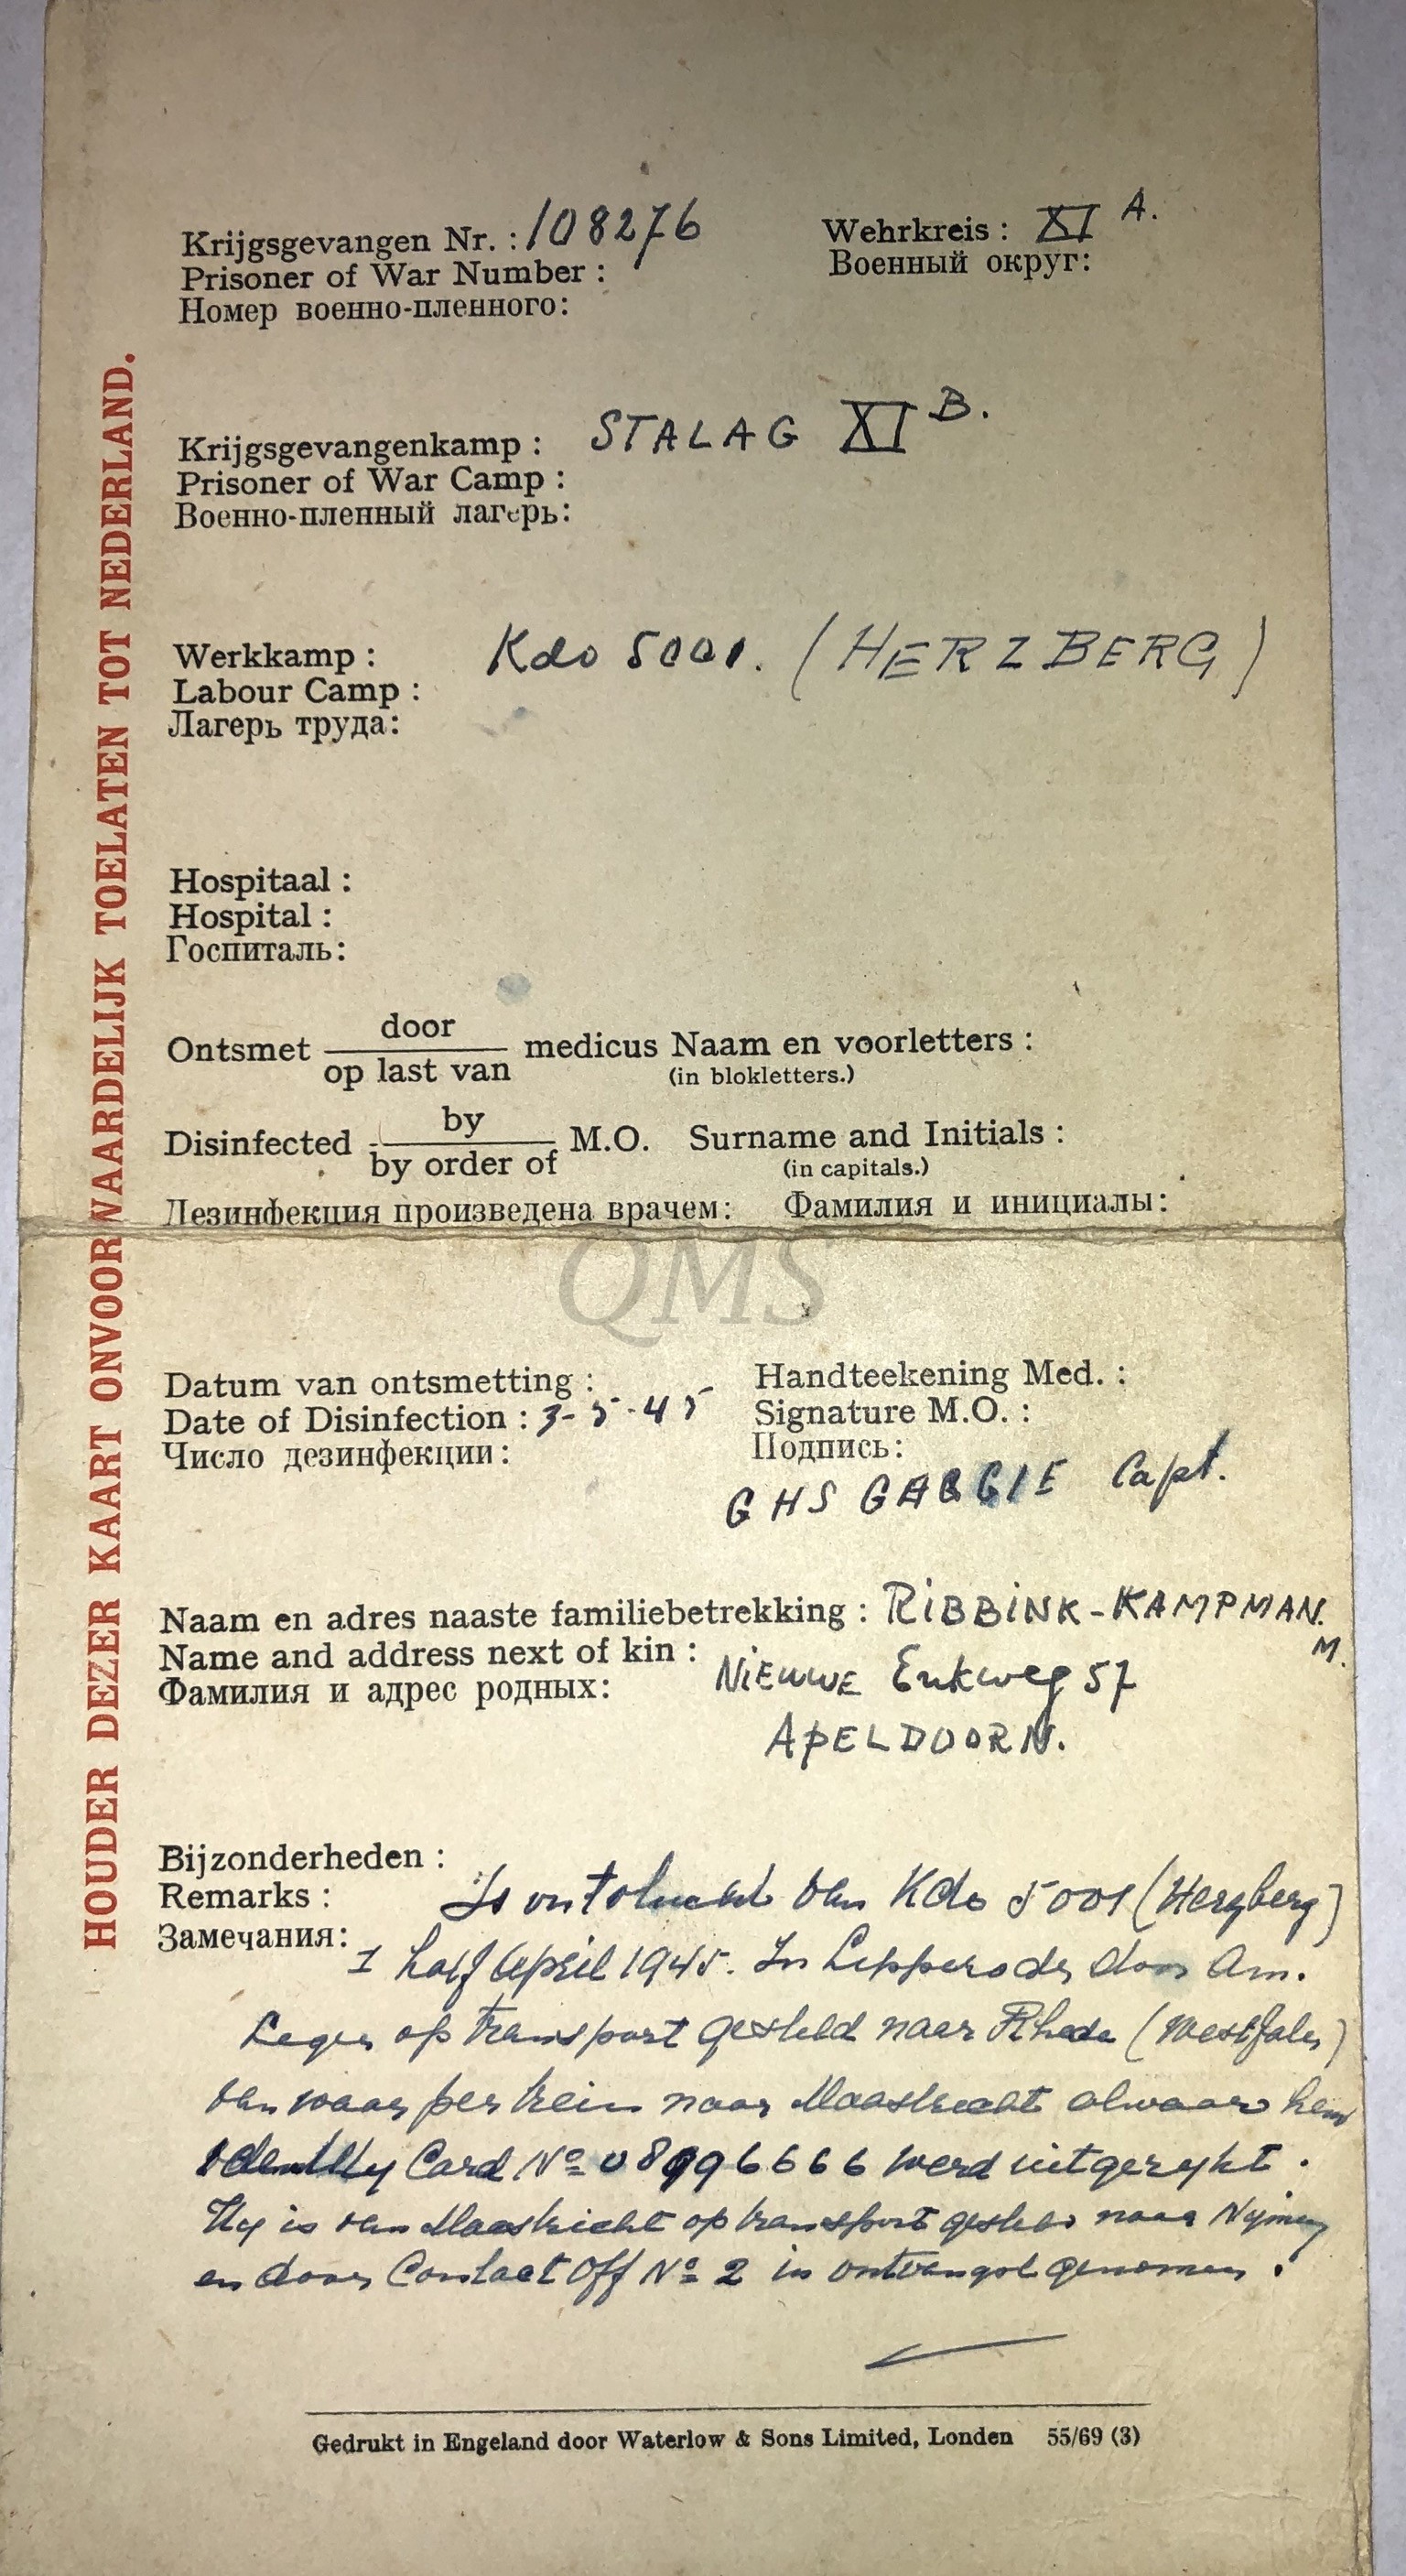 Krijgsgevangen Nr. : 108276
Prisoner of War Number :
Номер военно-пленного:
Wehrkreis : XI A.
Военный округ:
Krijgsgevangenkamp : STALAG XI B.
Prisoner of War Camp :
Военно-пленный лагерь:
Werkkamp : Kdo 5001. (HERZBERG)
Labour Camp :
Лагерь труда:
Hospitaal :
Hospital :
Госпиталь:
Ontsmet door / op last van medicus Naam en voorletters :
(in blokletters.)
Disinfected by / by order of M.O. Surname and Initials :
(in capitals.)
Дезинфекция произведена врачем: Фамилия и инициалы:
QMS
Datum van ontsmetting :
Date of Disinfection : 3-5-45
Число дезинфекции:
Handteekening Med. :
Signature M.O. :
Подпись:
G H S Capt.
Naam en adres naaste familiebetrekking : RiBBiNK-KAMPMAN.
M.
Name and address next of kin : NiEUWE Enkweg 57
Фамилия и адрес родных:
APELDOORN.
Bijzonderheden :
Remarks : Is van Kdo 5001 (Herzberg)
Замечания: 1 half April 1945. In door Am.
Leger op transport gesteld naar Rhede (Westfalen)
van waar per trein naar Maastricht alwaar hem
Identity Card No 08996666 werd uitgereykt.
Hy is van Maastricht op transport gesteld naar
en door Contact Off No 2 in ontvangst genomen.
HOUDER DEZER KAART ONVOORWAARDELIJK TOELATEN TOT NEDERLAND.
Gedrukt in Engeland door Waterlow & Sons Limited, Londen 55/69 (3)